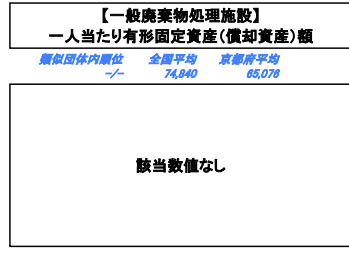 【一般廃棄物処理施設】
一人当たり有形固定資産(償却資産)額
類似団体内順位 全国平均 京都府平均
-/- 74,840 65,076
該当数値なし